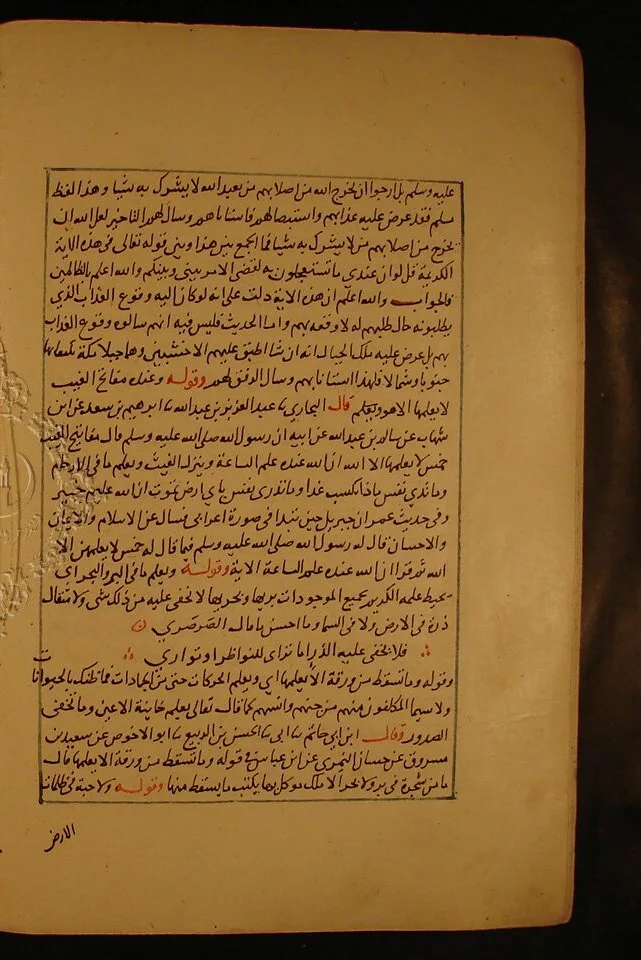 عليه وسلم بل ارجوا ان يخرج الله من اصلابهم من يعبد الله لا يشرك به شيا وهذا لفظ
مسلم فقد عرض عليه عذابهم واستيصالهم فاستانا بهم وسال لهم التاخير لعل الله ان
يخرج من اصلابهم من لا يشرك به شيا فما الجمع بين هذا وبين قوله تعالى في هذه الاية
الكريمة قل لو ان عندي ما تستعجلون به لقضي الامر بيني وبينكم والله اعلم بالظالمين
فالجواب والله اعلم ان هذه الاية دلت على انه لو كان اليه وقوع العذاب الذي
يطلبونه حال طلبهم له لاوقعه بهم واما الحديث فليس فيه انهم سالوه وقوع العذاب
بهم بل عرض عليه ملك الجبال انه ان شا اطبق عليهم الاخشبين وهما جبلا مكة يكتنفانها
جنوبا وشمالا فلهذا استانا بهم وسال الرفق لهم وقوله وعنده مفاتح الغيب
لا يعلمها الا هو ويعلم قال البخاري ثنا عبد العزيز بن عبد الله ثنا ابرهيم بن سعد عن ابن
شهاب عن سالم بن عبد الله عن ابيه ان رسول الله صلى الله عليه وسلم قال مفاتيح الغيب
خمس لا يعلمها الا الله ان الله عنده علم الساعة وينزل الغيث ويعلم ما في الارحام
وما تدري نفس ماذا تكسب غدا وما تدري نفس باي ارض تموت ان الله عليم خبير
وفي حديث عمر ان جبريل حين تبدا في صورة اعرابي فسال عن الاسلام والايمان
والاحسان قال له رسول الله صلى الله عليه وسلم فيما قال له خمس لا يعلمهن الا
الله ثم قرا ان الله عنده علم الساعة الاية وقوله ويعلم ما في البر والبحر اي
يحيط علمه الكريم بجميع الموجودات بريها وبحريها لا تخفى عليه من ذلك شي ولا مثقال
ذرة في الارض ولا في السما وما احسن ما قال الصرصري
فلا يخفى عليه الذر اما تراى للنواظر او تواري
وقوله وما تسقط من ورقة الا يعلمها اي ويعلم الحركات حتى من الجمادات فما ظنك بالحيوانات
ولا سيما المكلفون منهم من جنهم وانسهم كما قال تعالى يعلم خاينة الاعين وما تخفى
الصدور وقال ابن ابي حاتم ثنا ابي ثنا الحسن بن الربيع ثنا ابو الاحوص عن سعيد بن
مسروق عن حسان النمري عن ابن عباس في قوله وما تسقط من ورقة الا يعلمها قال
ما من شجرة في بر ولا بحر الا ملك موكل بها يكتب ما يسقط منها وقوله ولا حبة في ظلمات
الارض